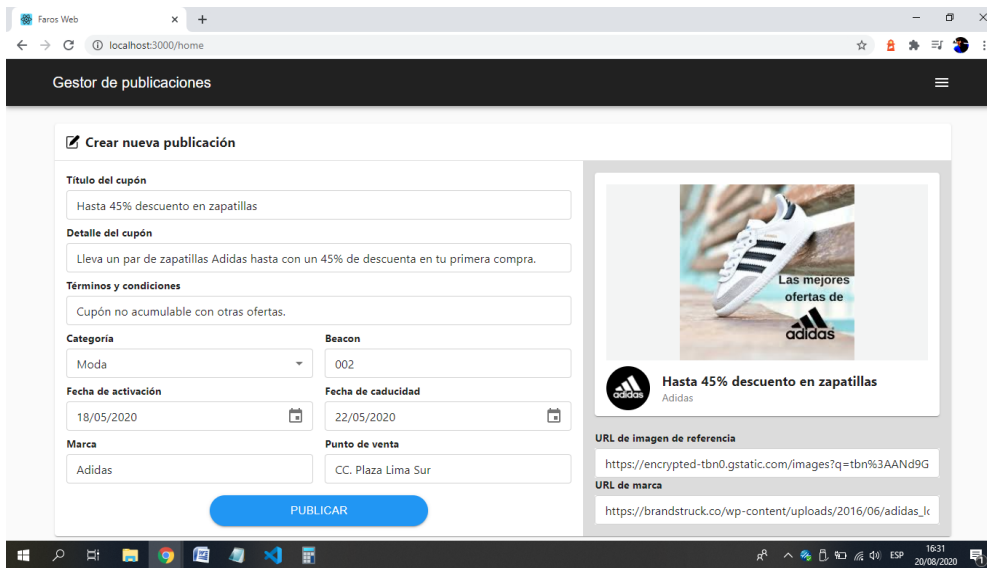 Faros Web
localhost:3000/home
Gestor de publicaciones
Crear nueva publicación
Título del cupón
Hasta 45% descuento en zapatillas
Detalle del cupón
Lleva un par de zapatillas Adidas hasta con un 45% de descuenta en tu primera compra.
Términos y condiciones
Cupón no acumulable con otras ofertas.
Categoría
Beacon
Moda
002
Fecha de activación
Fecha de caducidad
18/05/2020
22/05/2020
Marca
Punto de venta
Adidas
CC. Plaza Lima Sur
PUBLICAR
Las mejores
ofertas de
adidas
adidas
Hasta 45% descuento en zapatillas
Adidas
URL de imagen de referencia
https://encrypted-tbn0.gstatic.com/images?q=tbn%3AANd9G
URL de marca
https://brandstruck.co/wp-content/uploads/2016/06/adidas_lo
ESP
16:31
20/08/2020